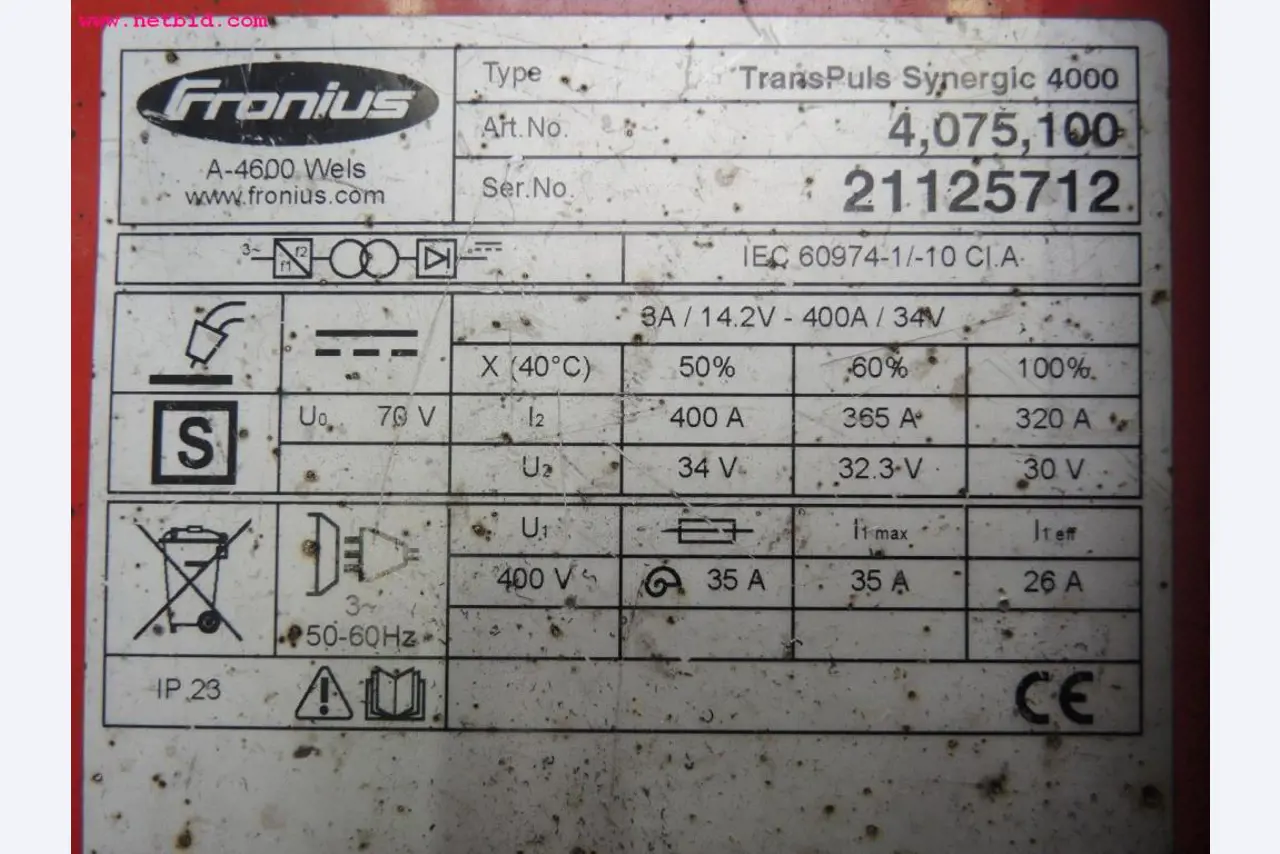 www.netbid.com
Fronius
A-4600 Wels
www.fronius.com
Type TransPuls Synergic 4000
Art.No. 4,075,100
Ser.No. 21125712
3~ f1 f2
IEC 60974-1/-10 Cl.A
3A / 14.2V - 400A / 34V
X (40°C) 50% 60% 100%
S U0 70 V I2 400 A 365 A 320 A
U2 34 V 32.3 V 30 V
U1 I1 max I1 eff
3~ 400 V 35 A 35 A 26 A
50-60Hz
IP 23 CE